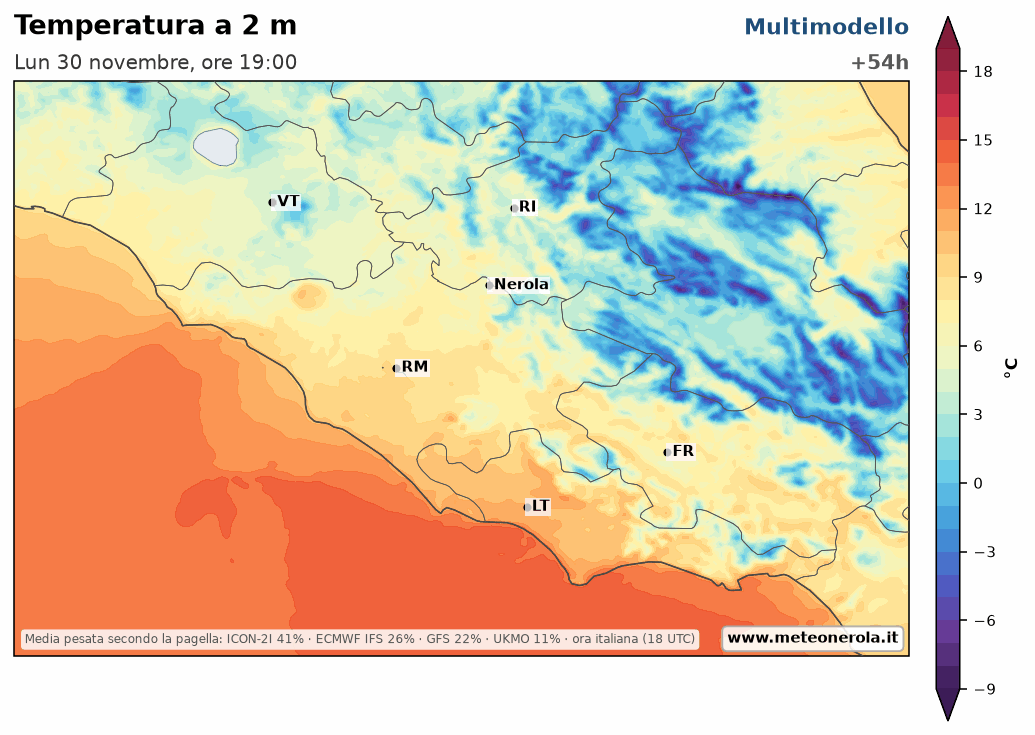 Temperatura a 2 m
Multimodello
Lun 30 novembre, ore 19:00
+54h
VT
RI
Nerola
RM
FR
LT
18
15
12
9
6
3
0
−3
−6
−9
°C
Media pesata secondo la pagella: ICON-2I 41% · ECMWF IFS 26% · GFS 22% · UKMO 11% · ora italiana (18 UTC)
www.meteonerola.it